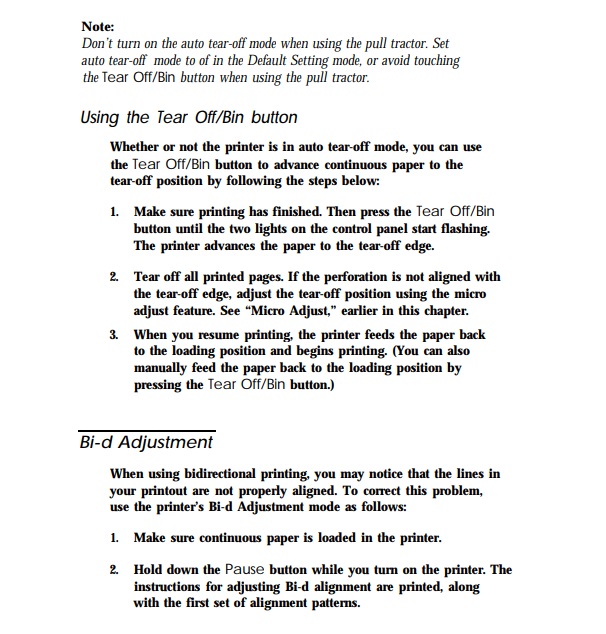 Note:
Don't turn on the auto tear-off mode when using the pull tractor. Set
auto tear-off mode to of in the Default Setting mode, or avoid touching
the Tear Off/Bin button when using the pull tractor.
Using the Tear Off/Bin button
Whether or not the printer is in auto tear-off mode, you can use
the Tear Off/Bin button to advance continuous paper to the
tear-off position by following the steps below:
1. Make sure printing has finished. Then press the Tear Off/Bin
button until the two lights on the control panel start flashing.
The printer advances the paper to the tear-off edge.
2. Tear off all printed pages. If the perforation is not aligned with
the tear-off edge, adjust the tear-off position using the micro
adjust feature. See “Micro Adjust,” earlier in this chapter.
3. When you resume printing, the printer feeds the paper back
to the loading position and begins printing. (You can also
manually feed the paper back to the loading position by
pressing the Tear Off/Bin button.)
Bi-d Adjustment
When using bidirectional printing, you may notice that the lines in
your printout are not properly aligned. To correct this problem,
use the printer's Bi-d Adjustment mode as follows:
1. Make sure continuous paper is loaded in the printer.
2. Hold down the Pause button while you turn on the printer. The
instructions for adjusting Bi-d alignment are printed, along
with the first set of alignment patterns.